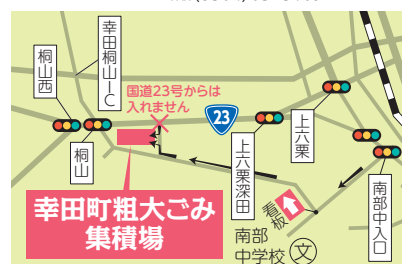 桐山西
幸田桐山IC
国道23号からは
入れません
23
桐山
上六栗
上六栗深田
幸田町粗大ごみ
集積場
看板
南部
中学校
文
南部中入口